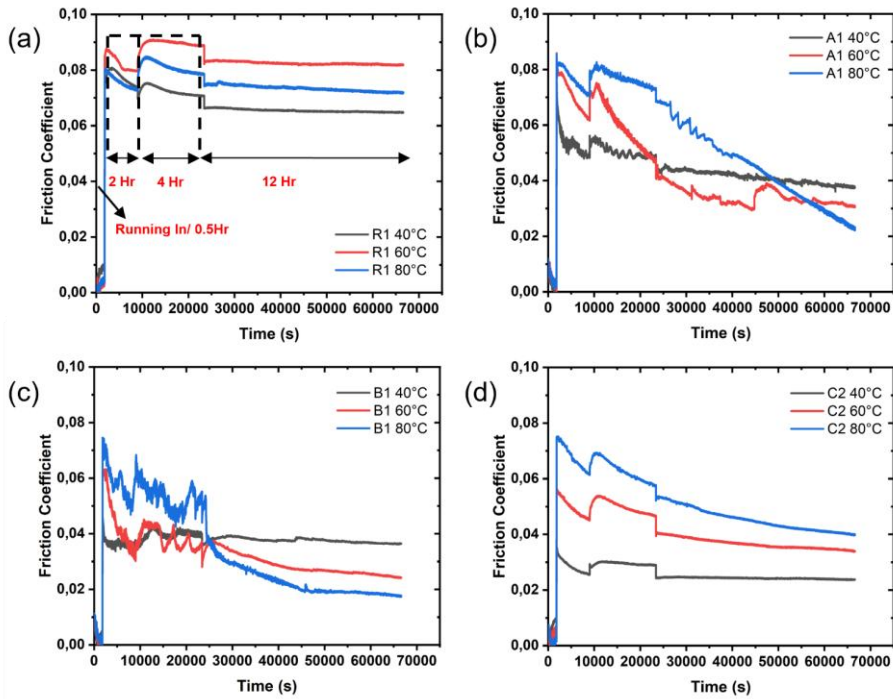 (a)
0,10
0,08
0,06
0,04
0,02
0,00
Friction Coefficient
2 Hr
4 Hr
12 Hr
Running In/ 0.5Hr
R1 40°C
R1 60°C
R1 80°C
0 10000 20000 30000 40000 50000 60000 70000
Time (s)
(b)
0,10
0,08
0,06
0,04
0,02
0,00
Friction Coefficient
A1 40°C
A1 60°C
A1 80°C
0 10000 20000 30000 40000 50000 60000 70000
Time (s)
(c)
0,10
0,08
0,06
0,04
0,02
0,00
Friction Coefficient
B1 40°C
B1 60°C
B1 80°C
0 10000 20000 30000 40000 50000 60000 70000
Time (s)
(d)
0,10
0,08
0,06
0,04
0,02
0,00
Friction Coefficient
C2 40°C
C2 60°C
C2 80°C
0 10000 20000 30000 40000 50000 60000 70000
Time (s)